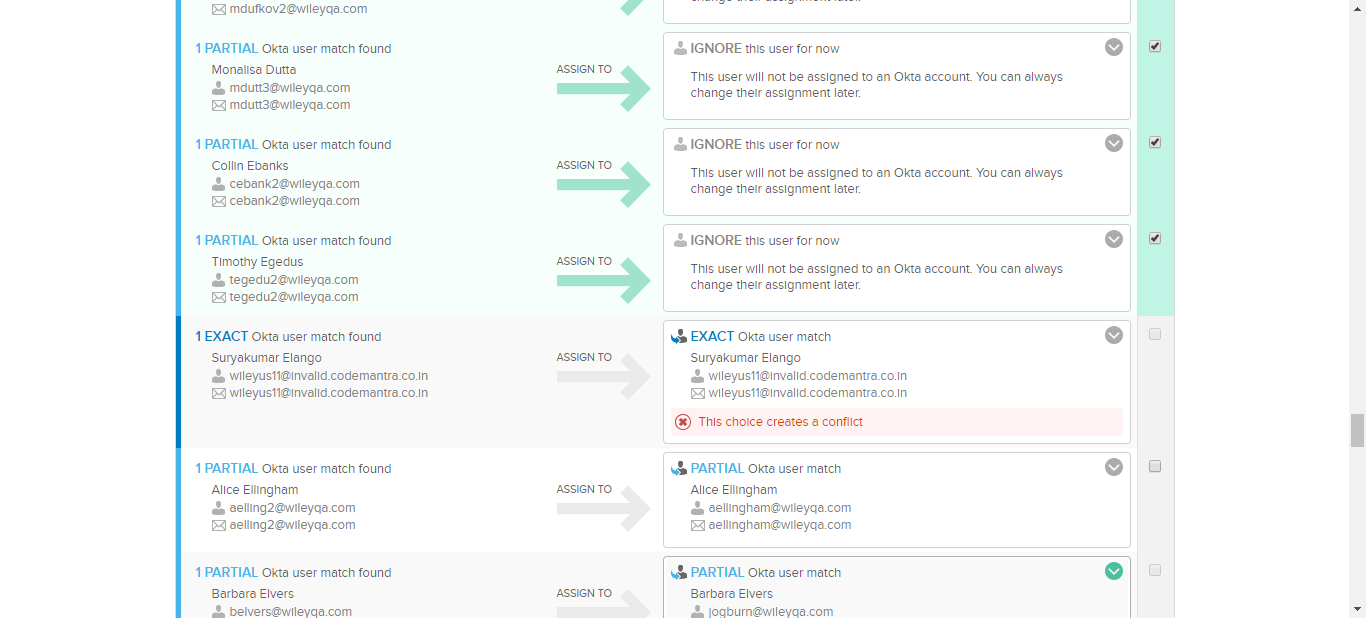 mdufkov2@wileyqa.com
change their assignment later.
1 PARTIAL Okta user match found
Monalisa Dutta
mdutt3@wileyqa.com
mdutt3@wileyqa.com
ASSIGN TO
IGNORE this user for now
This user will not be assigned to an Okta account. You can always
change their assignment later.
1 PARTIAL Okta user match found
Collin Ebanks
cebank2@wileyqa.com
cebank2@wileyqa.com
ASSIGN TO
IGNORE this user for now
This user will not be assigned to an Okta account. You can always
change their assignment later.
1 PARTIAL Okta user match found
Timothy Egedus
tegedu2@wileyqa.com
tegedu2@wileyqa.com
ASSIGN TO
IGNORE this user for now
This user will not be assigned to an Okta account. You can always
change their assignment later.
1 EXACT Okta user match found
Suryakumar Elango
wileyus11@invalid.codemantra.co.in
wileyus11@invalid.codemantra.co.in
ASSIGN TO
EXACT Okta user match
Suryakumar Elango
wileyus11@invalid.codemantra.co.in
wileyus11@invalid.codemantra.co.in
This choice creates a conflict
1 PARTIAL Okta user match found
Alice Ellingham
aelling2@wileyqa.com
aelling2@wileyqa.com
ASSIGN TO
PARTIAL Okta user match
Alice Ellingham
aellingham@wileyqa.com
aellingham@wileyqa.com
1 PARTIAL Okta user match found
Barbara Elvers
belvers@wileyqa.com
ASSIGN TO
PARTIAL Okta user match
Barbara Elvers
jogburn@wileyqa.com